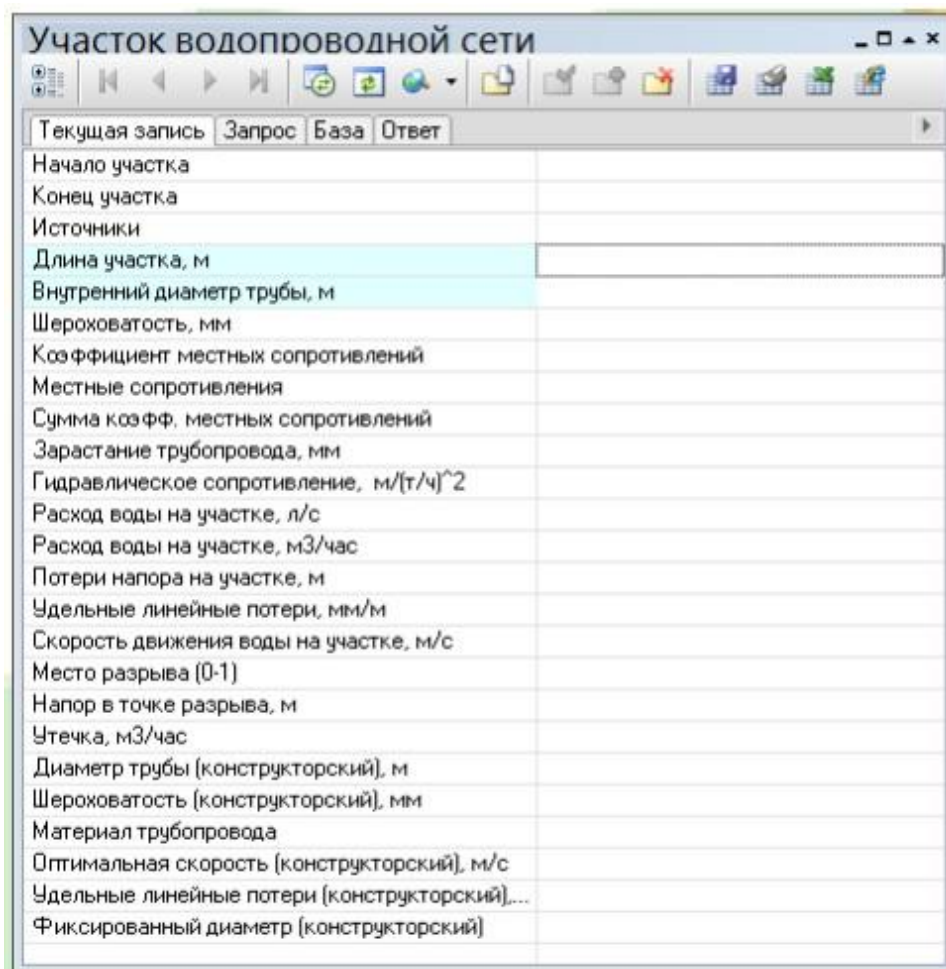 Участок водопроводной сети
Текущая запись Запрос База Ответ
Начало участка
Конец участка
Источники
Длина участка, м
Внутренний диаметр трубы, м
Шероховатость, мм
Коэффициент местных сопротивлений
Местные сопротивления
Сумма коэфф. местных сопротивлений
Зарастание трубопровода, мм
Гидравлическое сопротивление, м/(т/ч)^2
Расход воды на участке, л/с
Расход воды на участке, м3/час
Потери напора на участке, м
Удельные линейные потери, мм/м
Скорость движения воды на участке, м/с
Место разрыва (0-1)
Напор в точке разрыва, м
Утечка, м3/час
Диаметр трубы (конструкторский), м
Шероховатость (конструкторский), мм
Материал трубопровода
Оптимальная скорость (конструкторский), м/с
Удельные линейные потери (конструкторский),...
Фиксированный диаметр (конструкторский)